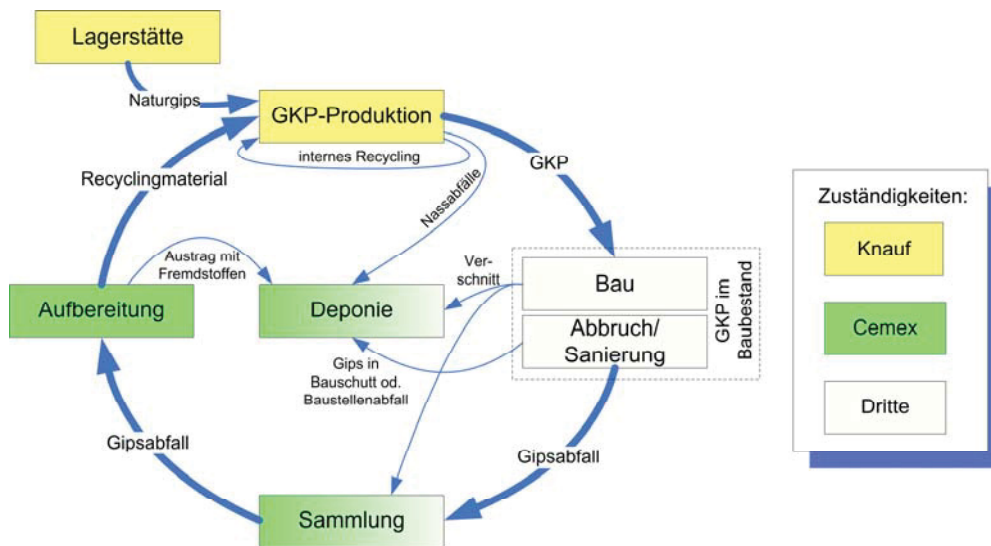 Lagerstätte
Naturgips
GKP-Produktion
internes Recycling
GKP
Recyclingmaterial
Nassabfälle
Zuständigkeiten:
Knauf
Austrag mit
Fremdstoffen
Ver-
schnitt
Bau
GKP im
Baubestand
Aufbereitung
Deponie
Abbruch/
Sanierung
Cemex
Gips in
Bauschutt od.
Baustellenabfall
Dritte
Gipsabfall
Gipsabfall
Sammlung